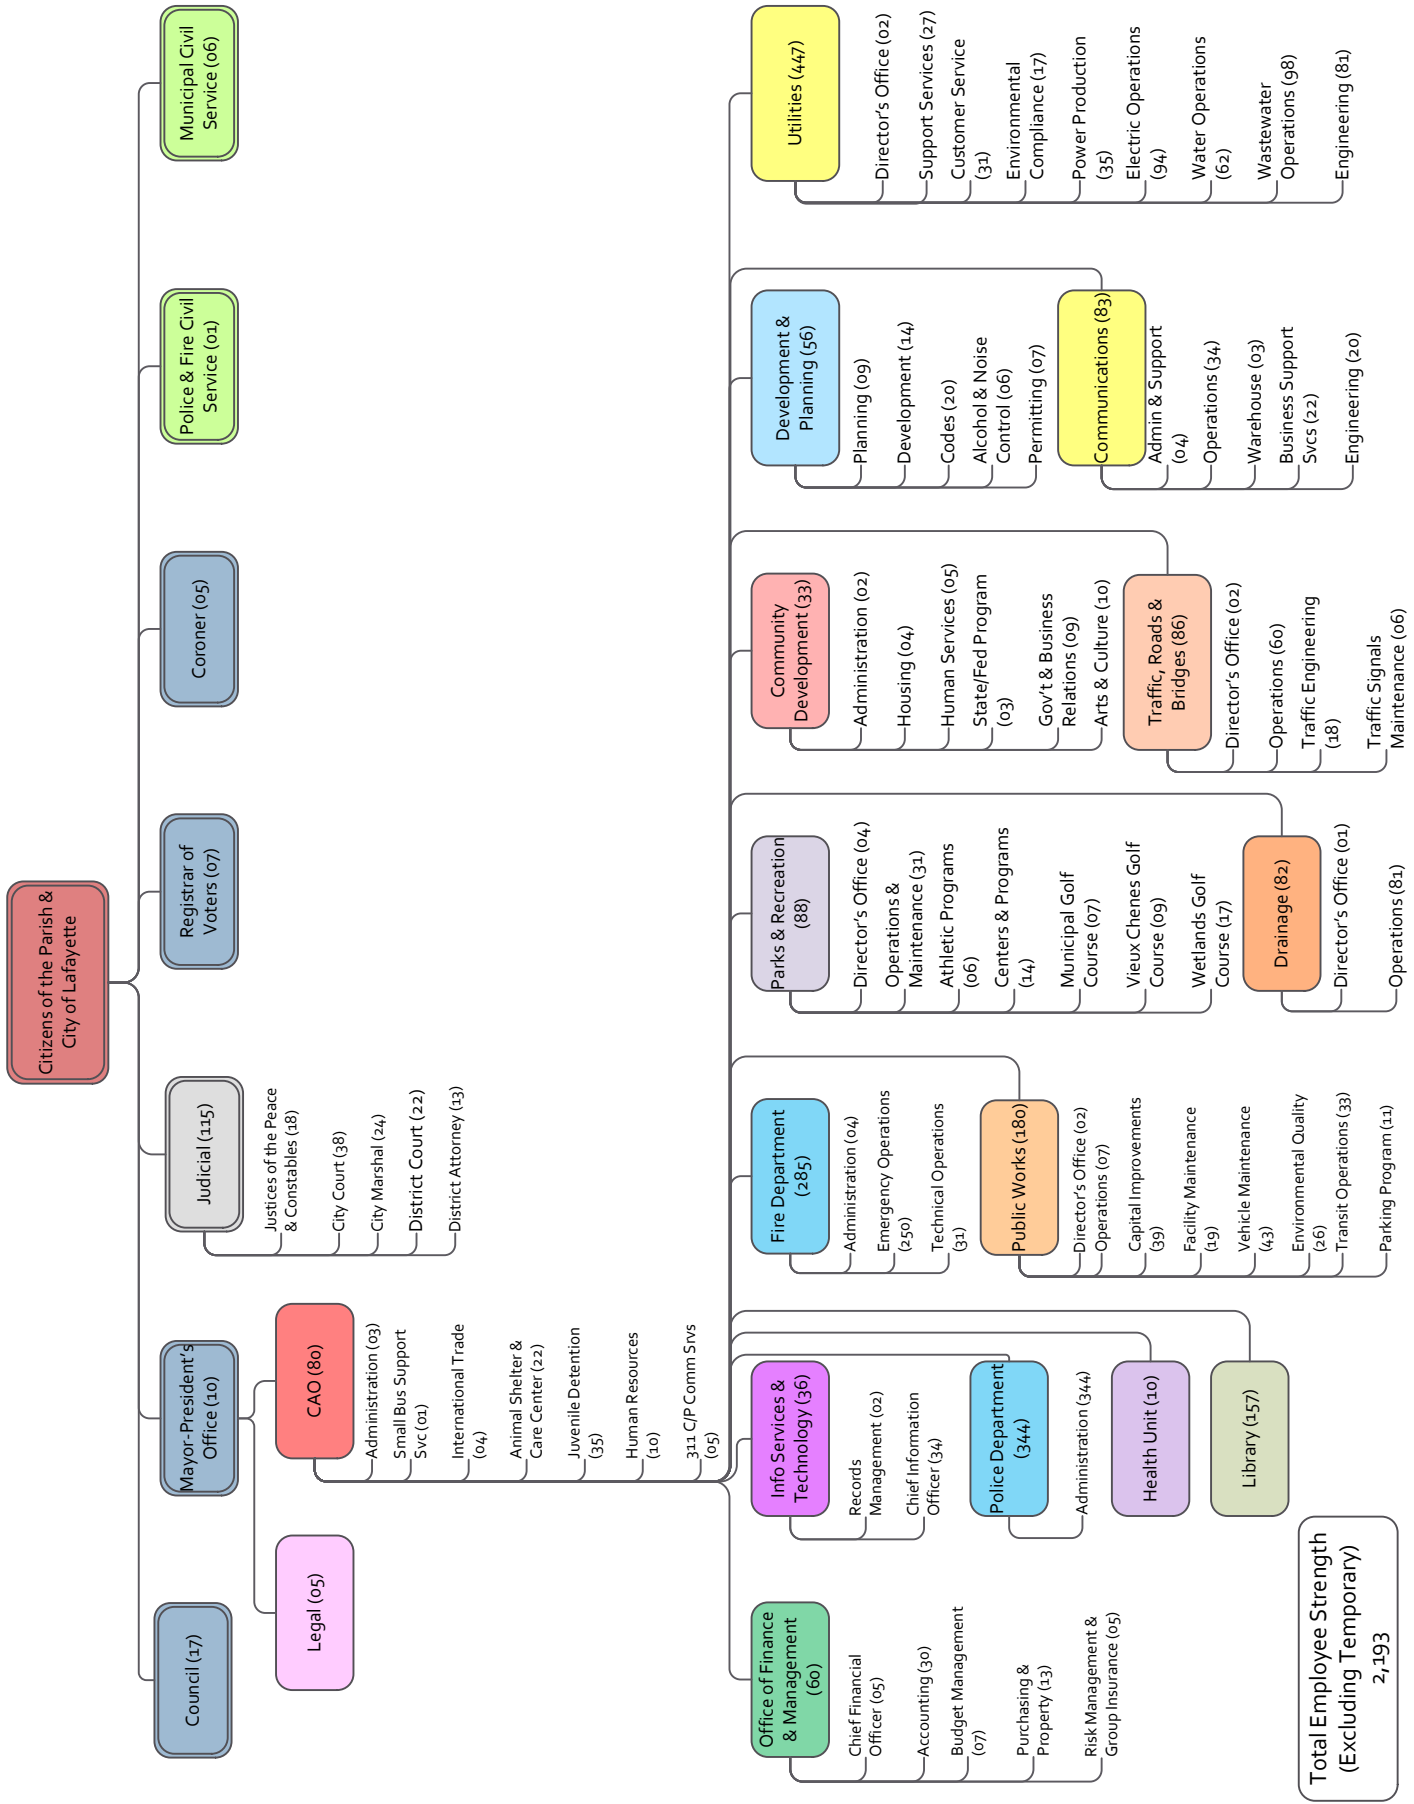 Citizens of the Parish &
City of Lafayette
Council (17)
Mayor-President's
Office (10)
Judicial (115)
Registrar of
Voters (07)
Coroner (05)
Police & Fire Civil
Service (01)
Municipal Civil
Service (06)
Legal (05)
CAO (80)
Administration (03)
Small Bus Support
Svc (01)
International Trade
(04)
Animal Shelter &
Care Center (22)
Juvenile Detention
(35)
Human Resources
(10)
311 C/P Comm Srvs
(05)
Justices of the Peace
& Constables (18)
City Court (38)
City Marshal (24)
District Court (22)
District Attorney (13)
Office of Finance
& Management
(60)
Chief Financial
Officer (05)
Accounting (30)
Budget Management
(07)
Purchasing &
Property (13)
Risk Management &
Group Insurance (05)
Info Services &
Technology (36)
Records
Management (02)
Chief Information
Officer (34)
Police Department
(344)
Administration (344)
Health Unit (10)
Library (157)
Fire Department
(285)
Administration (04)
Emergency Operations
(250)
Technical Operations
(31)
Public Works (180)
Director's Office (02)
Operations (07)
Capital Improvements
(39)
Facility Maintenance
(19)
Vehicle Maintenance
(43)
Environmental Quality
(26)
Transit Operations (33)
Parking Program (11)
Parks & Recreation
(88)
Director's Office (04)
Operations &
Maintenance (31)
Athletic Programs
(06)
Centers & Programs
(14)
Municipal Golf
Course (07)
Vieux Chenes Golf
Course (09)
Wetlands Golf
Course (17)
Drainage (82)
Director's Office (01)
Operations (81)
Community
Development (33)
Administration (02)
Housing (04)
Human Services (05)
State/Fed Program
(03)
Gov't & Business
Relations (09)
Arts & Culture (10)
Traffic, Roads &
Bridges (86)
Director's Office (02)
Operations (60)
Traffic Engineering
(18)
Traffic Signals
Maintenance (06)
Development &
Planning (56)
Planning (09)
Development (14)
Codes (20)
Alcohol & Noise
Control (06)
Permitting (07)
Communications (83)
Admin & Support
(04)
Operations (34)
Warehouse (03)
Business Support
Svcs (22)
Engineering (20)
Utilities (447)
Director's Office (02)
Support Services (27)
Customer Service
(31)
Environmental
Compliance (17)
Power Production
(35)
Electric Operations
(94)
Water Operations
(62)
Wastewater
Operations (98)
Engineering (81)
Total Employee Strength
(Excluding Temporary)
2,193